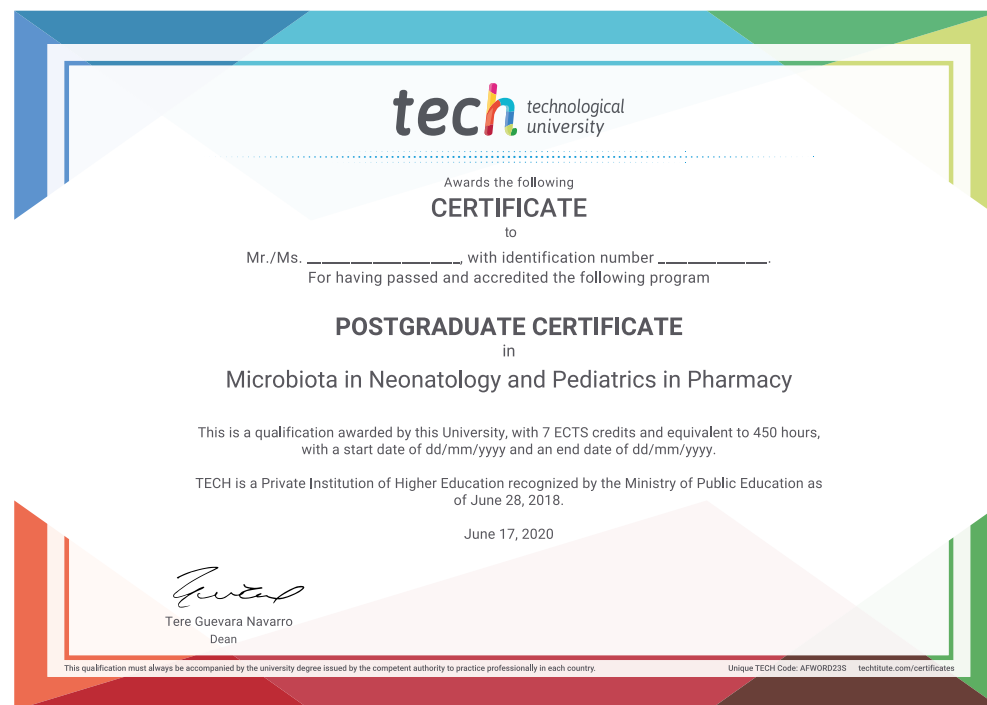 tech technological
university
Awards the following
CERTIFICATE
to
Mr./Ms. ____________________, with identification number ______________.
For having passed and accredited the following program
POSTGRADUATE CERTIFICATE
in
Microbiota in Neonatology and Pediatrics in Pharmacy
This is a qualification awarded by this University, with 7 ECTS credits and equivalent to 450 hours,
with a start date of dd/mm/yyyy and an end date of dd/mm/yyyy.
TECH is a Private Institution of Higher Education recognized by the Ministry of Public Education as
of June 28, 2018.
June 17, 2020
Tere Guevara Navarro
Dean
This qualification must always be accompanied by the university degree issued by the competent authority to practice professionally in each country.
Unique TECH Code: AFWORD23S techtitute.com/certificates